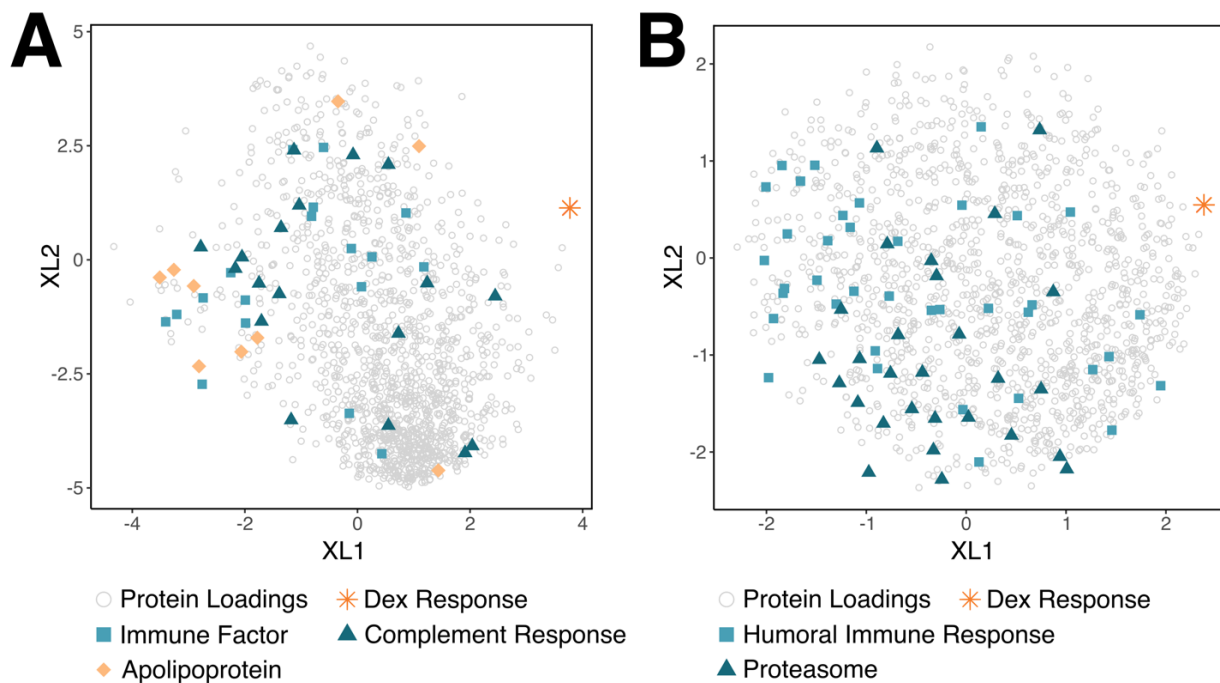 A
B
5
2.5
0
-2.5
-5
XL2
-4
-2
0
2
4
XL1
2
1
0
-1
-2
XL2
-2
-1
0
1
2
XL1
Protein Loadings
Dex Response
Immune Factor
Complement Response
Apolipoprotein
Protein Loadings
Dex Response
Humoral Immune Response
Proteasome